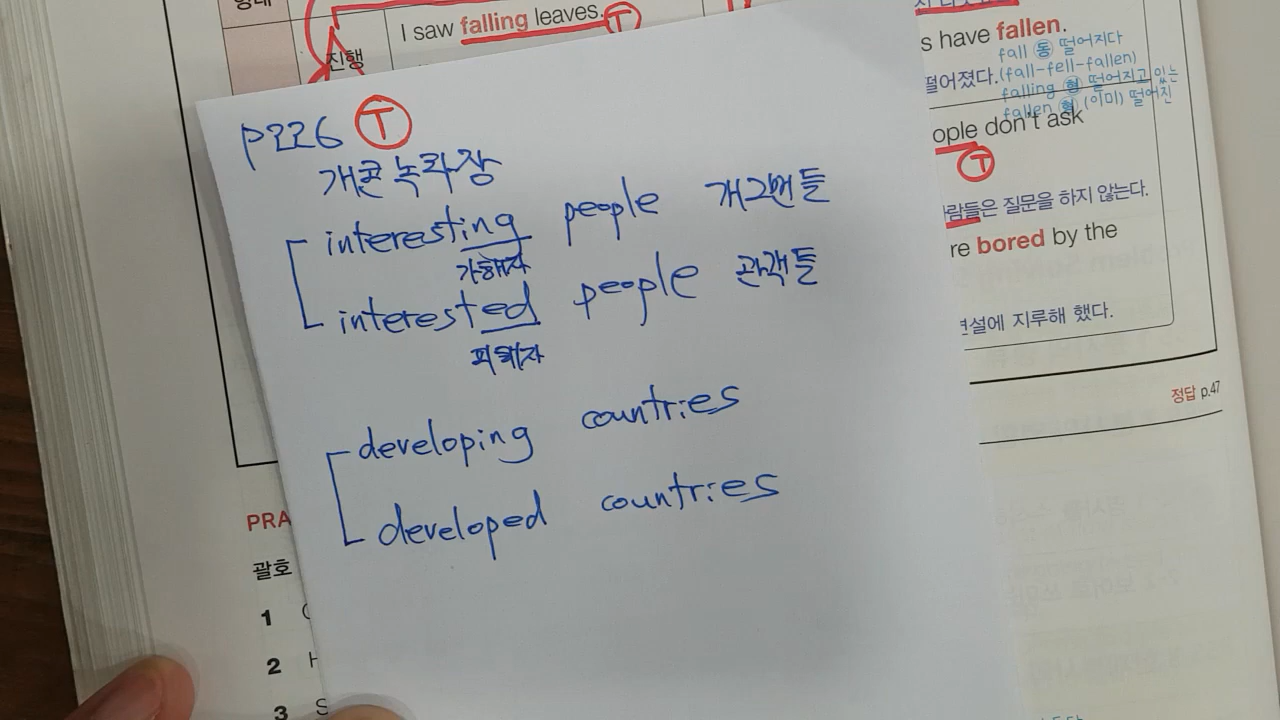 형태
I saw falling leaves. T
진행
s have fallen.
fall 동 떨어지다
떨어졌다.(fall-fell-fallen)
falling 형 떨어지고 있는
fallen 형 (이미) 떨어진
ople don't ask
T
람들은 질문을 하지 않는다.
re bored by the
연설에 지루해 했다.
정답 p.47
p226 T
개콘 녹화장
interesting people 개그맨들
가해자
interested people 관객들
피해자
developing countries
developed countries
PRA
괄호
1
2 H
3 S